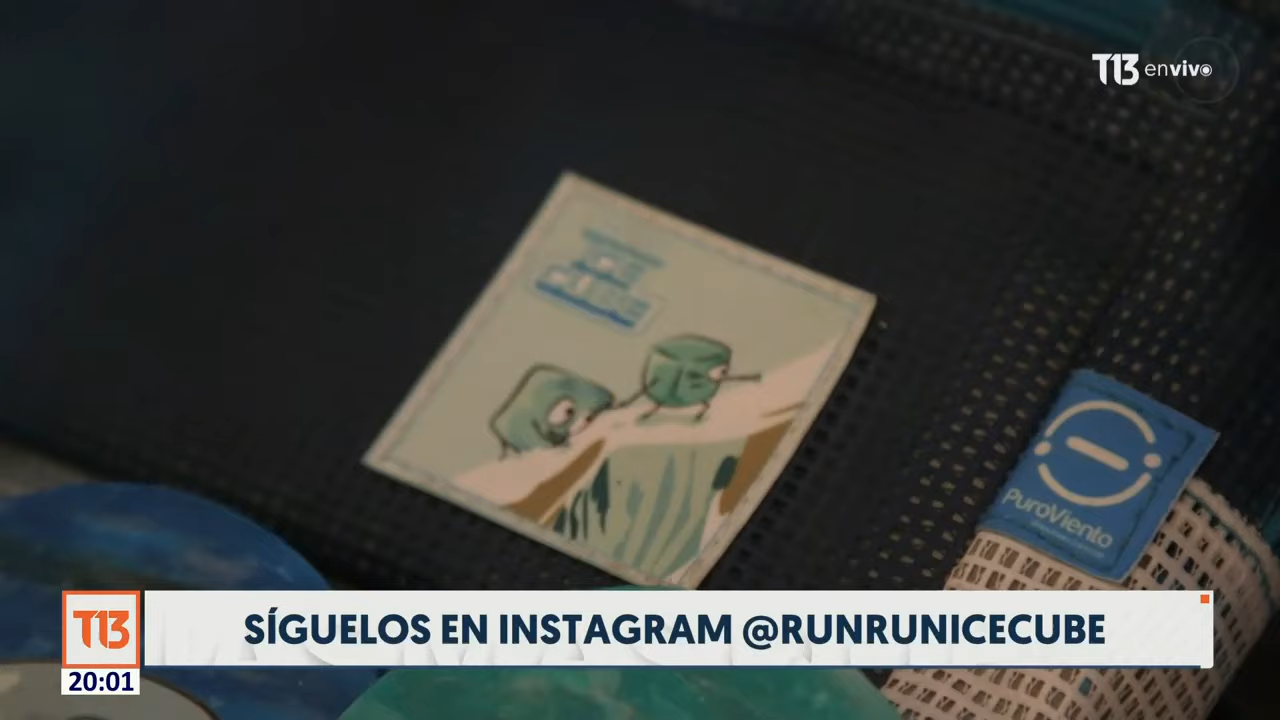 T13 envivo
PuroViento
T13
SÍGUELOS EN INSTAGRAM @RUNRUNICECUBE
20:01